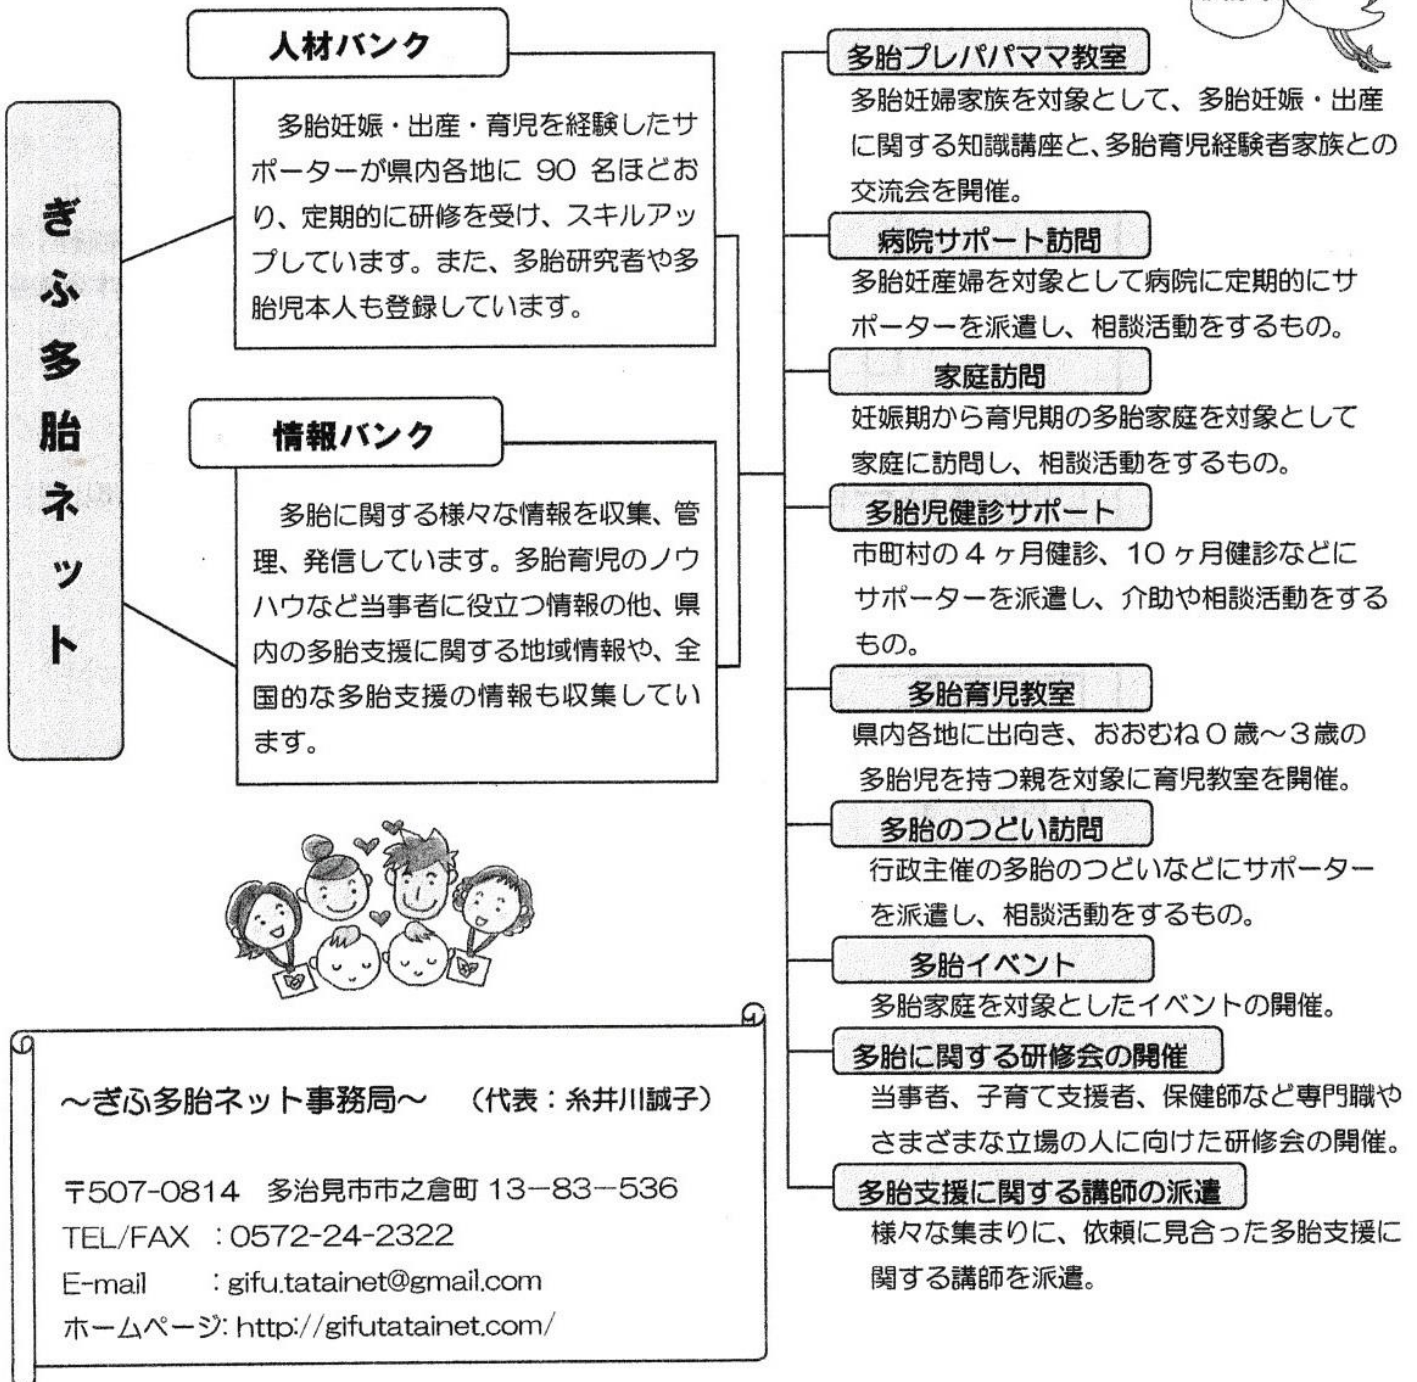 ぎふ多胎ネット
人材バンク
多胎妊娠・出産・育児を経験したサ
ポーターが県内各地に 90 名ほどお
り、定期的に研修を受け、スキルアッ
プしています。また、多胎研究者や多
胎児本人も登録しています。
情報バンク
多胎に関する様々な情報を収集、管
理、発信しています。多胎育児のノウ
ハウなど当事者に役立つ情報の他、県
内の多胎支援に関する地域情報や、全
国的な多胎支援の情報も収集してい
ます。
多胎プレパパママ教室
多胎妊婦家族を対象として、多胎妊娠・出産
に関する知識講座と、多胎育児経験者家族との
交流会を開催。
病院サポート訪問
多胎妊産婦を対象として病院に定期的にサ
ポーターを派遣し、相談活動をするもの。
家庭訪問
妊娠期から育児期の多胎家庭を対象として
家庭に訪問し、相談活動をするもの。
多胎児健診サポート
市町村の 4 ヶ月健診、10 ヶ月健診などに
サポーターを派遣し、介助や相談活動をする
もの。
多胎育児教室
県内各地に出向き、おおむね0歳～3歳の
多胎児を持つ親を対象に育児教室を開催。
多胎のつどい訪問
行政主催の多胎のつどいなどにサポーター
を派遣し、相談活動をするもの。
多胎イベント
多胎家庭を対象としたイベントの開催。
多胎に関する研修会の開催
当事者、子育て支援者、保健師など専門職や
さまざまな立場の人に向けた研修会の開催。
多胎支援に関する講師の派遣
様々な集まりに、依頼に見合った多胎支援に
関する講師を派遣。
～ぎふ多胎ネット事務局～ （代表：糸井川誠子）
〒507-0814 多治見市市之倉町 13－83－536
TEL/FAX ：0572-24-2322
E-mail ：gifu.tatainet@gmail.com
ホームページ：http://gifutatainet.com/